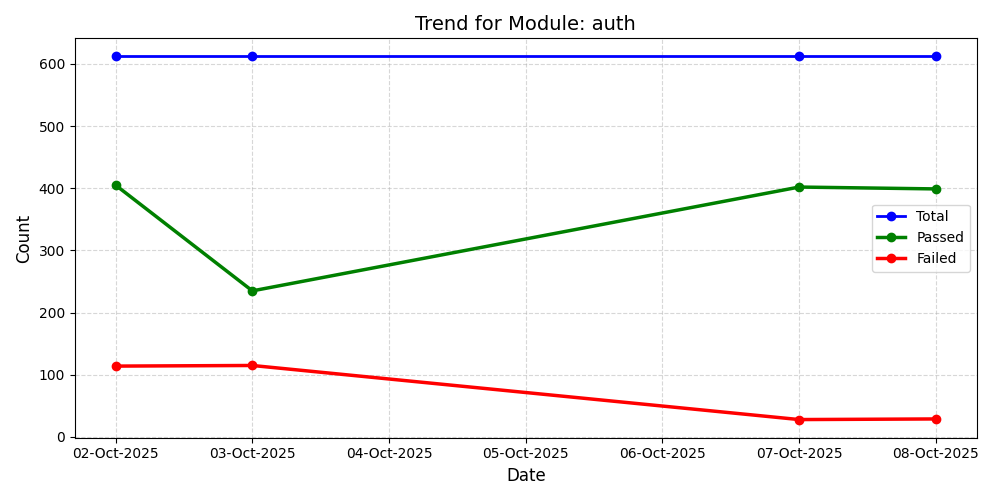 Trend for Module: auth
600
500
400
300
200
100
0
Count
Total
Passed
Failed
02-Oct-2025 03-Oct-2025 04-Oct-2025 05-Oct-2025 06-Oct-2025 07-Oct-2025 08-Oct-2025
Date